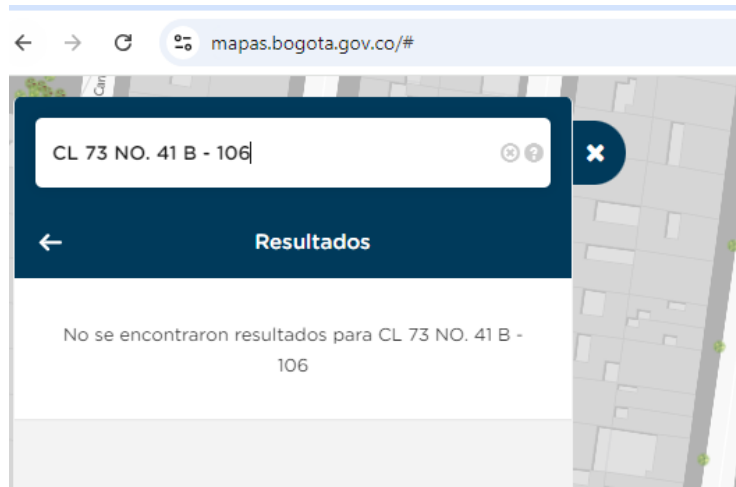 mapas.bogota.gov.co/#
CL 73 NO. 41 B - 106
Resultados
No se encontraron resultados para CL 73 NO. 41 B -
106